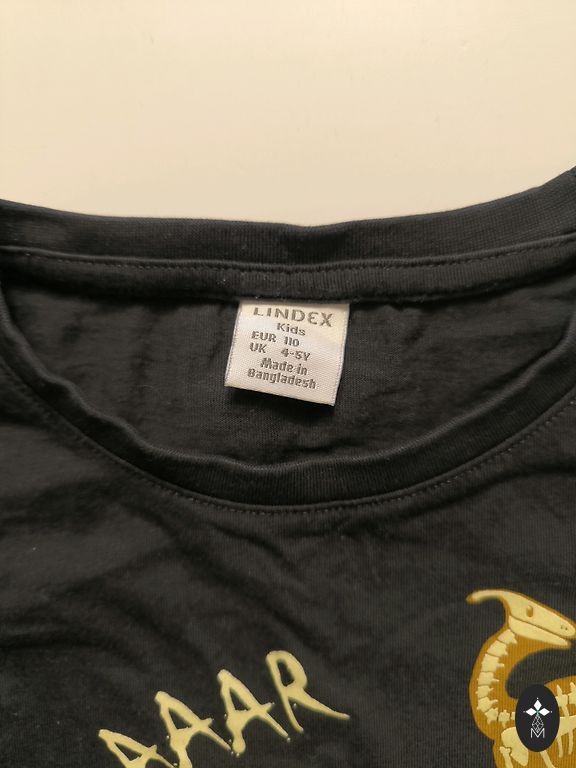 LINDEX
Kids
EUR 110
UK 4-5Y
Made in
Bangladesh
AAAR
M